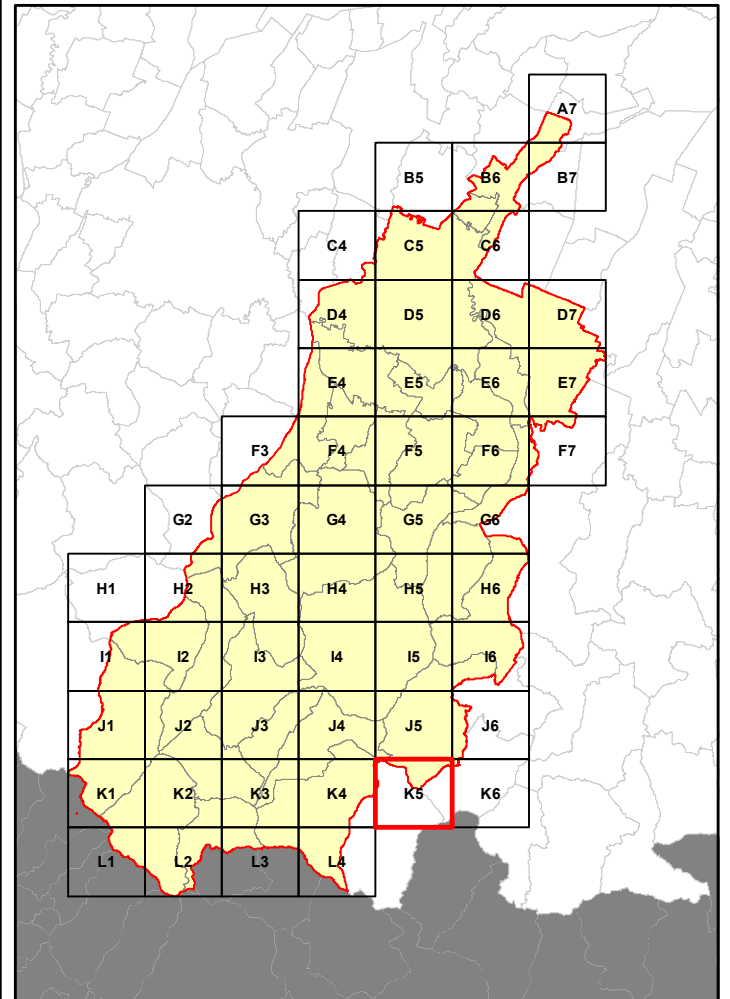 A7
B5 B6 B7
C4 C5 C6
D4 D5 D6 D7
E4 E5 E6 E7
F3 F4 F5 F6 F7
G2 G3 G4 G5 G6
H1 H2 H3 H4 H5 H6
I1 I2 I3 I4 I5 I6
J1 J2 J3 J4 J5 J6
K1 K2 K3 K4 K5 K6
L1 L2 L3 L4